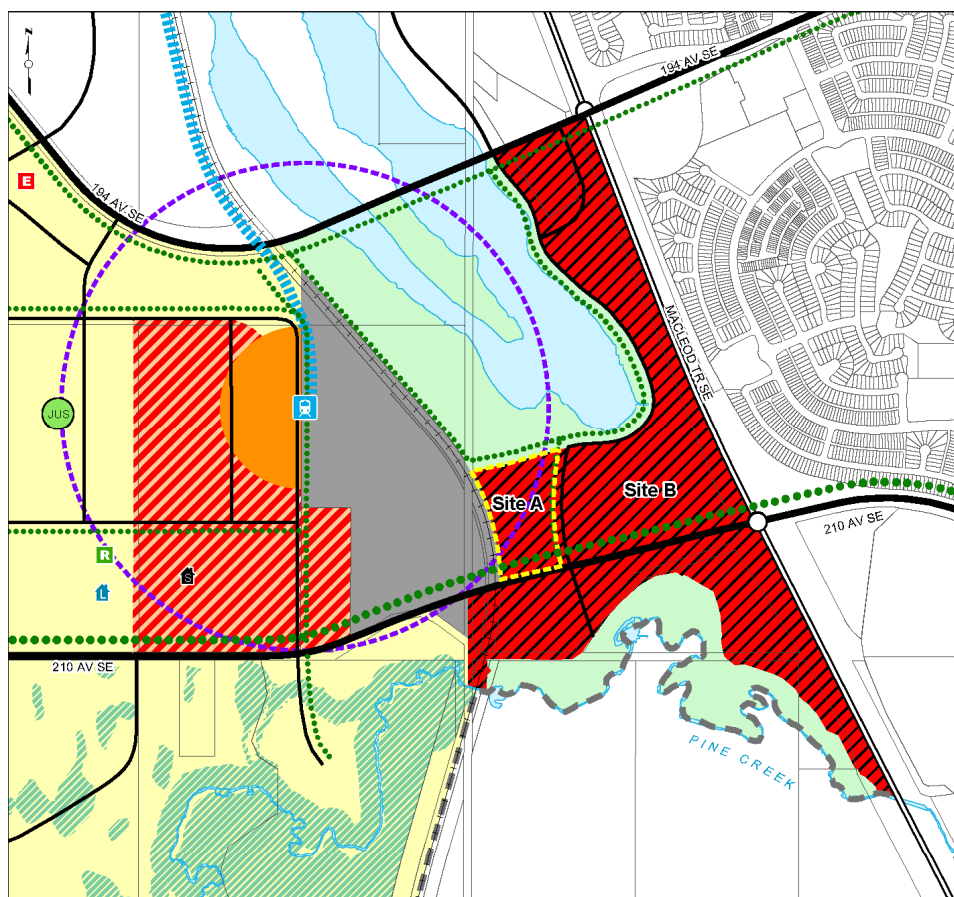 N
194 AV SE
E
194 AV SE
MACLEOD TR SE
JUS
Site A
Site B
210 AV SE
R
S
L
210 AV SE
PINE CREEK